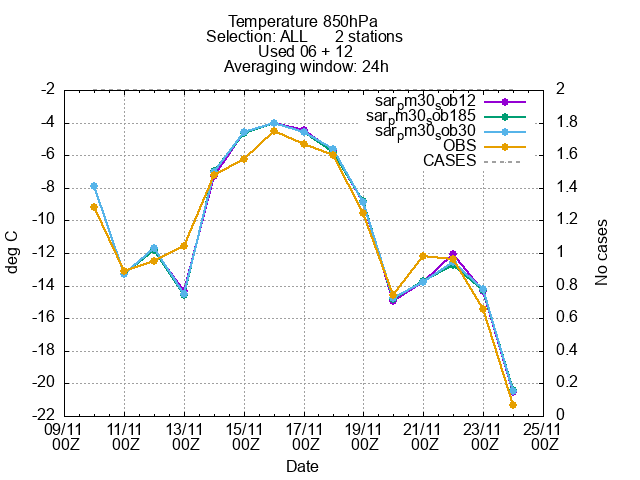 Temperature 850hPa
Selection: ALL 2 stations
Used 06 + 12
Averaging window: 24h
sarpm30sob12
sarpm30sob185
sarpm30sob30
OBS
CASES
-2
-4
-6
-8
-10
-12
-14
-16
-18
-20
-22
deg C
2
1.8
1.6
1.4
1.2
1
0.8
0.6
0.4
0.2
0
No cases
09/11 11/11 13/11 15/11 17/11 19/11 21/11 23/11 25/11
00Z 00Z 00Z 00Z 00Z 00Z 00Z 00Z 00Z
Date